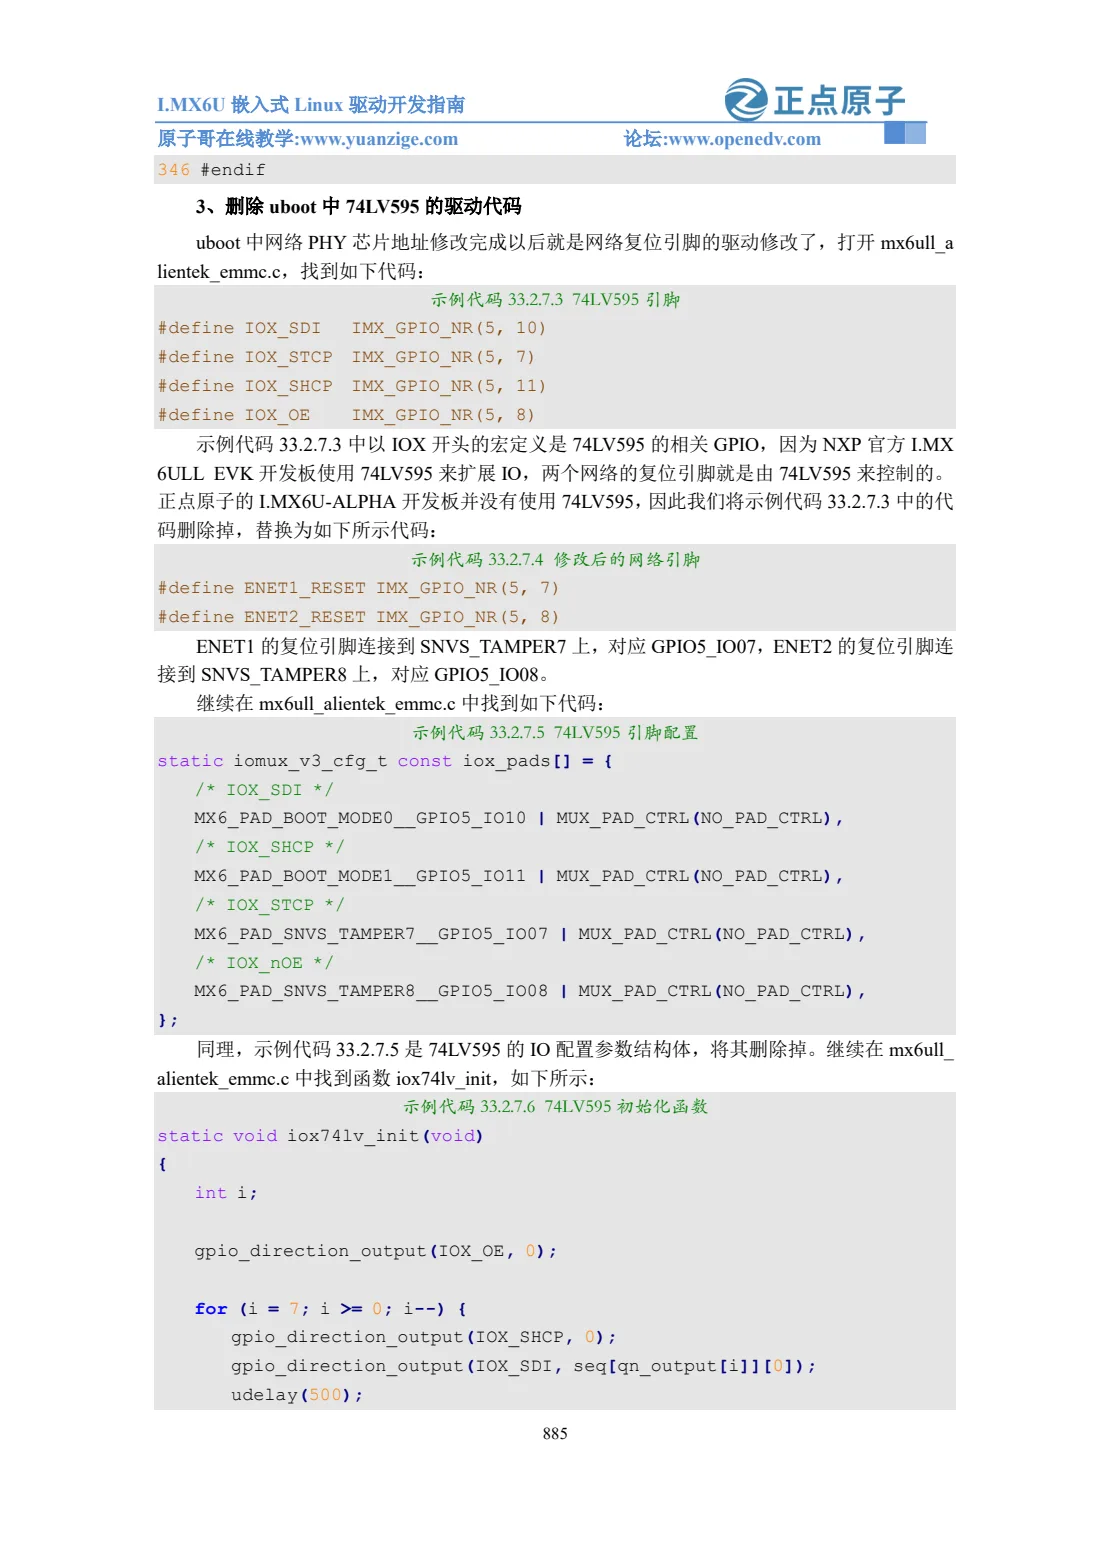 I.MX6U 嵌入式 Linux 驱动开发指南
正点原子
原子哥在线教学:www.yuanzige.com 论坛:www.openedv.com
346 #endif
3、删除 uboot 中 74LV595 的驱动代码
uboot 中网络 PHY 芯片地址修改完成以后就是网络复位引脚的驱动修改了，打开 mx6ull_a
lientek_emmc.c，找到如下代码：
示例代码 33.2.7.3 74LV595 引脚
#define IOX_SDI IMX_GPIO_NR(5, 10)
#define IOX_STCP IMX_GPIO_NR(5, 7)
#define IOX_SHCP IMX_GPIO_NR(5, 11)
#define IOX_OE IMX_GPIO_NR(5, 8)
示例代码 33.2.7.3 中以 IOX 开头的宏定义是 74LV595 的相关 GPIO，因为 NXP 官方 I.MX
6ULL EVK 开发板使用 74LV595 来扩展 IO，两个网络的复位引脚就是由 74LV595 来控制的。
正点原子的 I.MX6U-ALPHA 开发板并没有使用 74LV595，因此我们将示例代码 33.2.7.3 中的代
码删除掉，替换为如下所示代码：
示例代码 33.2.7.4 修改后的网络引脚
#define ENET1_RESET IMX_GPIO_NR(5, 7)
#define ENET2_RESET IMX_GPIO_NR(5, 8)
ENET1 的复位引脚连接到 SNVS_TAMPER7 上，对应 GPIO5_IO07，ENET2 的复位引脚连
接到 SNVS_TAMPER8 上，对应 GPIO5_IO08。
继续在 mx6ull_alientek_emmc.c 中找到如下代码：
示例代码 33.2.7.5 74LV595 引脚配置
static iomux_v3_cfg_t const iox_pads[] = {
/* IOX_SDI */
MX6_PAD_BOOT_MODE0__GPIO5_IO10 | MUX_PAD_CTRL(NO_PAD_CTRL),
/* IOX_SHCP */
MX6_PAD_BOOT_MODE1__GPIO5_IO11 | MUX_PAD_CTRL(NO_PAD_CTRL),
/* IOX_STCP */
MX6_PAD_SNVS_TAMPER7__GPIO5_IO07 | MUX_PAD_CTRL(NO_PAD_CTRL),
/* IOX_nOE */
MX6_PAD_SNVS_TAMPER8__GPIO5_IO08 | MUX_PAD_CTRL(NO_PAD_CTRL),
};
同理，示例代码 33.2.7.5 是 74LV595 的 IO 配置参数结构体，将其删除掉。继续在 mx6ull_
alientek_emmc.c 中找到函数 iox74lv_init，如下所示：
示例代码 33.2.7.6 74LV595 初始化函数
static void iox74lv_init(void)
{
int i;
gpio_direction_output(IOX_OE, 0);
for (i = 7; i >= 0; i--) {
gpio_direction_output(IOX_SHCP, 0);
gpio_direction_output(IOX_SDI, seq[qn_output[i]][0]);
udelay(500);
885